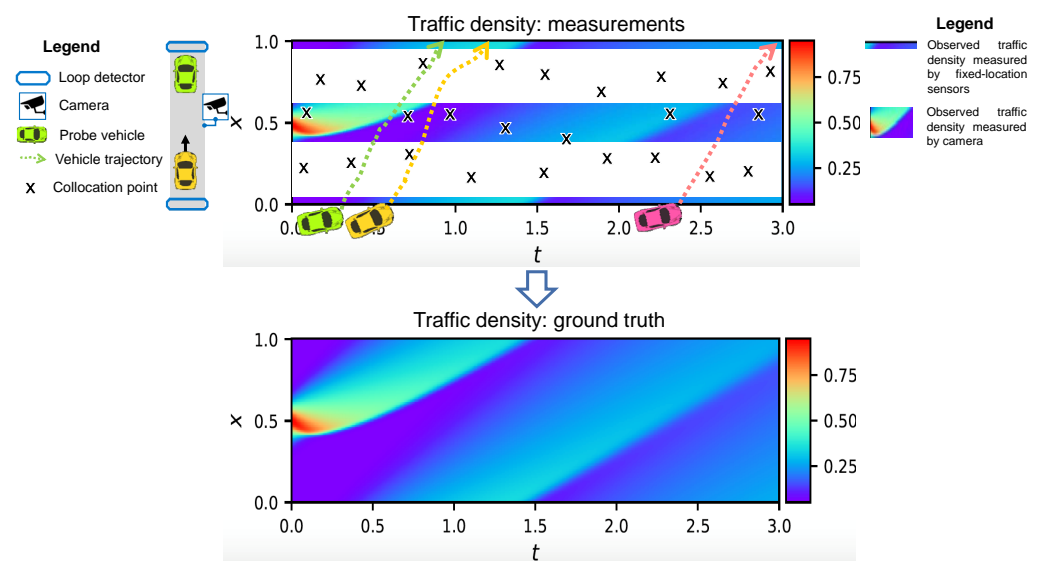 Legend
Loop detector
Camera
Probe vehicle
Vehicle trajectory
X Collocation point
Traffic density: measurements
1.0
x
0.5
0.0
0.0 0.5 1.0 1.5 2.0 2.5 3.0
t
0.75
0.50
0.25
Legend
Observed traffic
density measured
by fixed-location
sensors
Observed traffic
density measured
by camera
Traffic density: ground truth
1.0
x
0.5
0.0
0.0 0.5 1.0 1.5 2.0 2.5 3.0
t
0.75
0.50
0.25